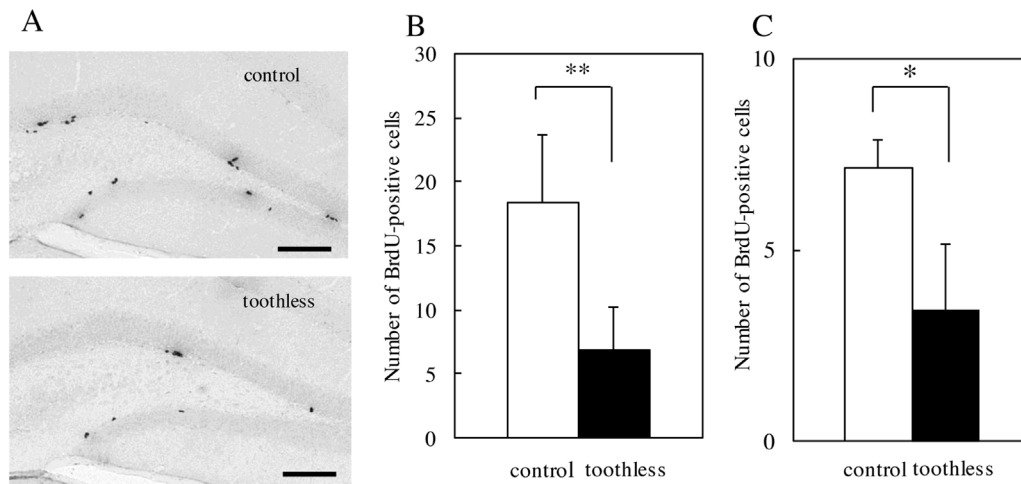 A
control
toothless
B
Number of BrdU-positive cells
30
25
20
15
10
5
0
**
control toothless
C
Number of BrdU-positive cells
10
5
0
*
control toothless